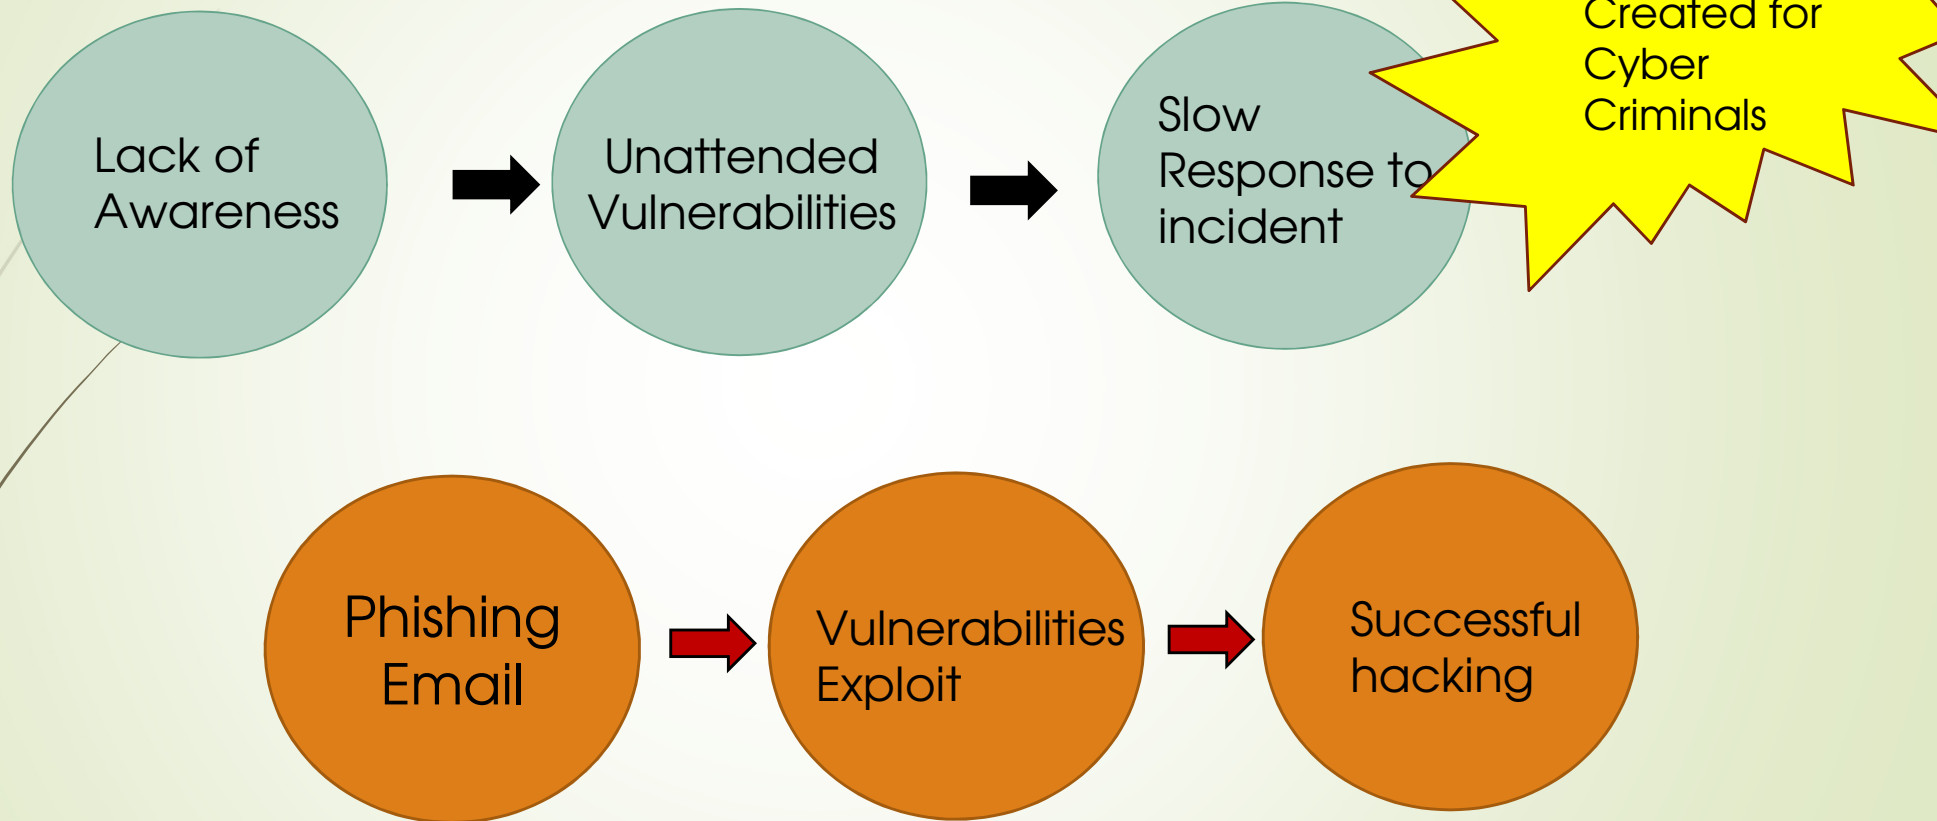 Lack of
Awareness
Unattended
Vulnerabilities
Slow
Response to
incident
Created for
Cyber
Criminals
Phishing
Email
Vulnerabilities
Exploit
Successful
hacking